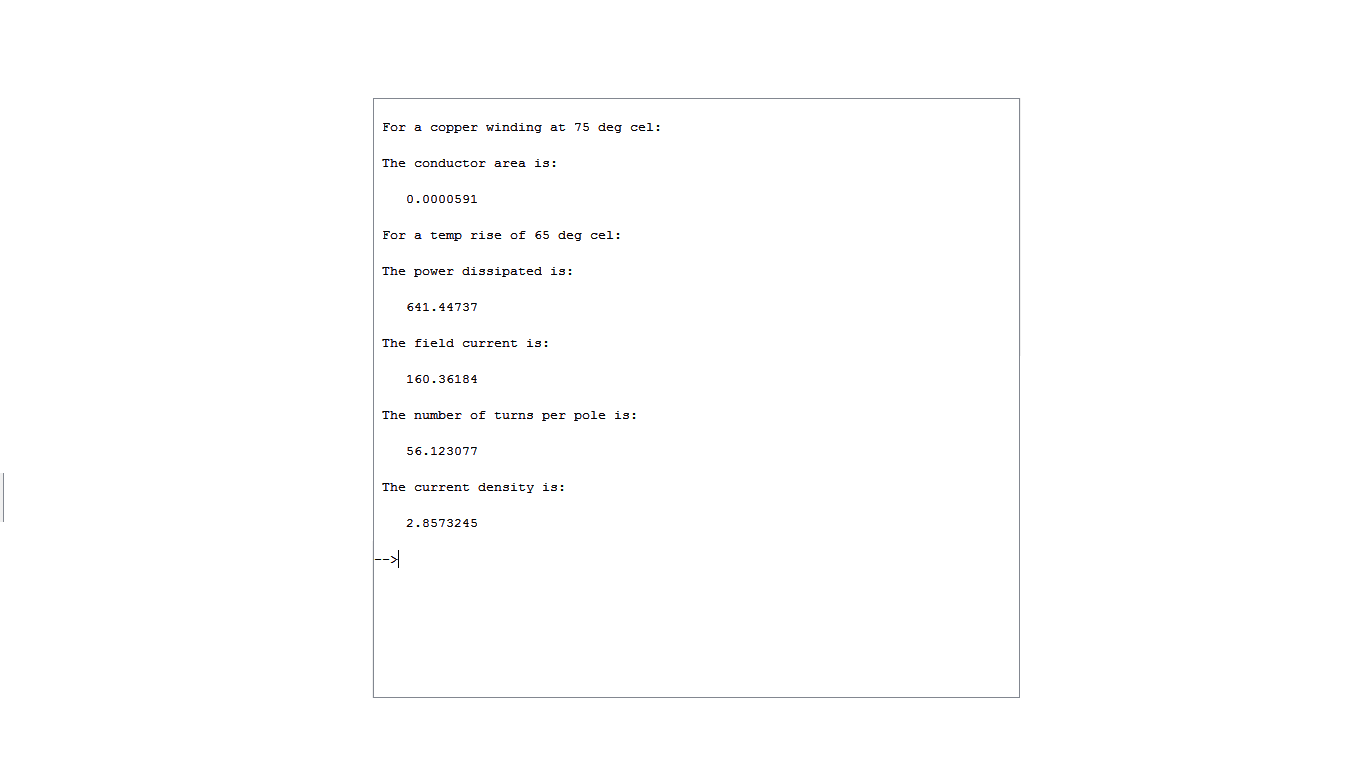 For a copper winding at 75 deg cel:
The conductor area is:
0.0000591
For a temp rise of 65 deg cel:
The power dissipated is:
641.44737
The field current is:
160.36184
The number of turns per pole is:
56.123077
The current density is:
2.8573245
-->